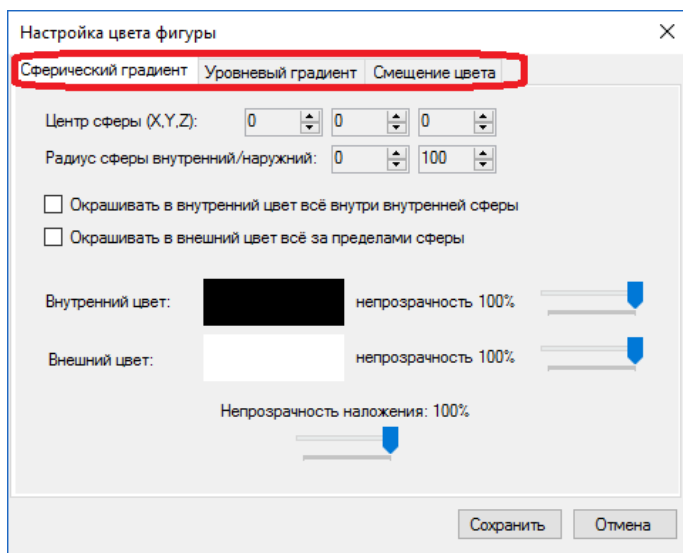 Настройка цвета фигуры
Сферический градиент Уровневый градиент Смещение цвета
Центр сферы (X,Y,Z): 0 0 0
Радиус сферы внутренний/наружний: 0 100
Окрашивать в внутренний цвет всё внутри внутренней сферы
Окрашивать в внешний цвет всё за пределами сферы
Внутренний цвет: непрозрачность 100%
Внешний цвет: непрозрачность 100%
Непрозрачность наложения: 100%
Сохранить Отмена